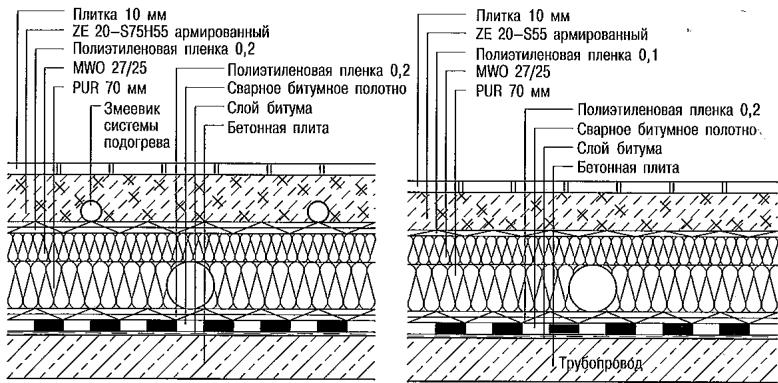 Плитка 10 мм
ZE 20–S75H55 армированный
Полиэтиленовая пленка 0,2
MWO 27/25
PUR 70 мм
Змеевик
системы
подогрева
Полиэтиленовая пленка 0,2
Сварное битумное полотно
Слой битума
Бетонная плита
Плитка 10 мм
ZE 20–S55 армированный
Полиэтиленовая пленка 0,1
MWO 27/25
PUR 70 мм
Полиэтиленовая пленка 0,2
Сварное битумное полотно
Слой битума
Бетонная плита
Трубопровод